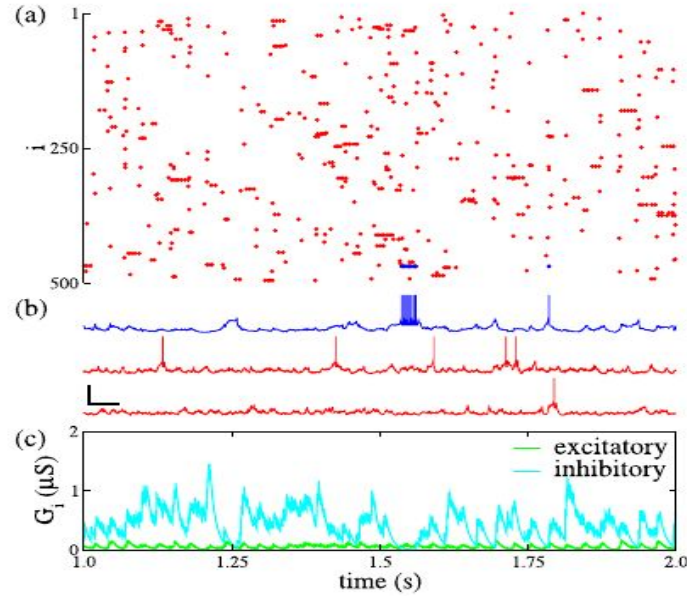 (a)
1
i
250
500
(b)
(c)
2
excitatory
inhibitory
G_i (μS)
1
0
1.0
1.25
1.5
1.75
2.0
time (s)